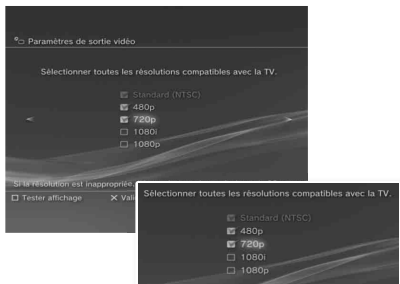 Paramètres de sortie vidéo
Sélectionner toutes les résolutions compatibles avec la TV.
Standard (NTSC)
480p
720p
1080i
1080p
Si la résolution est inappropriée,
Tester affichage X Vali
Sélectionner toutes les résolutions compatibles avec la TV.
Standard (NTSC)
480p
720p
1080i
1080p